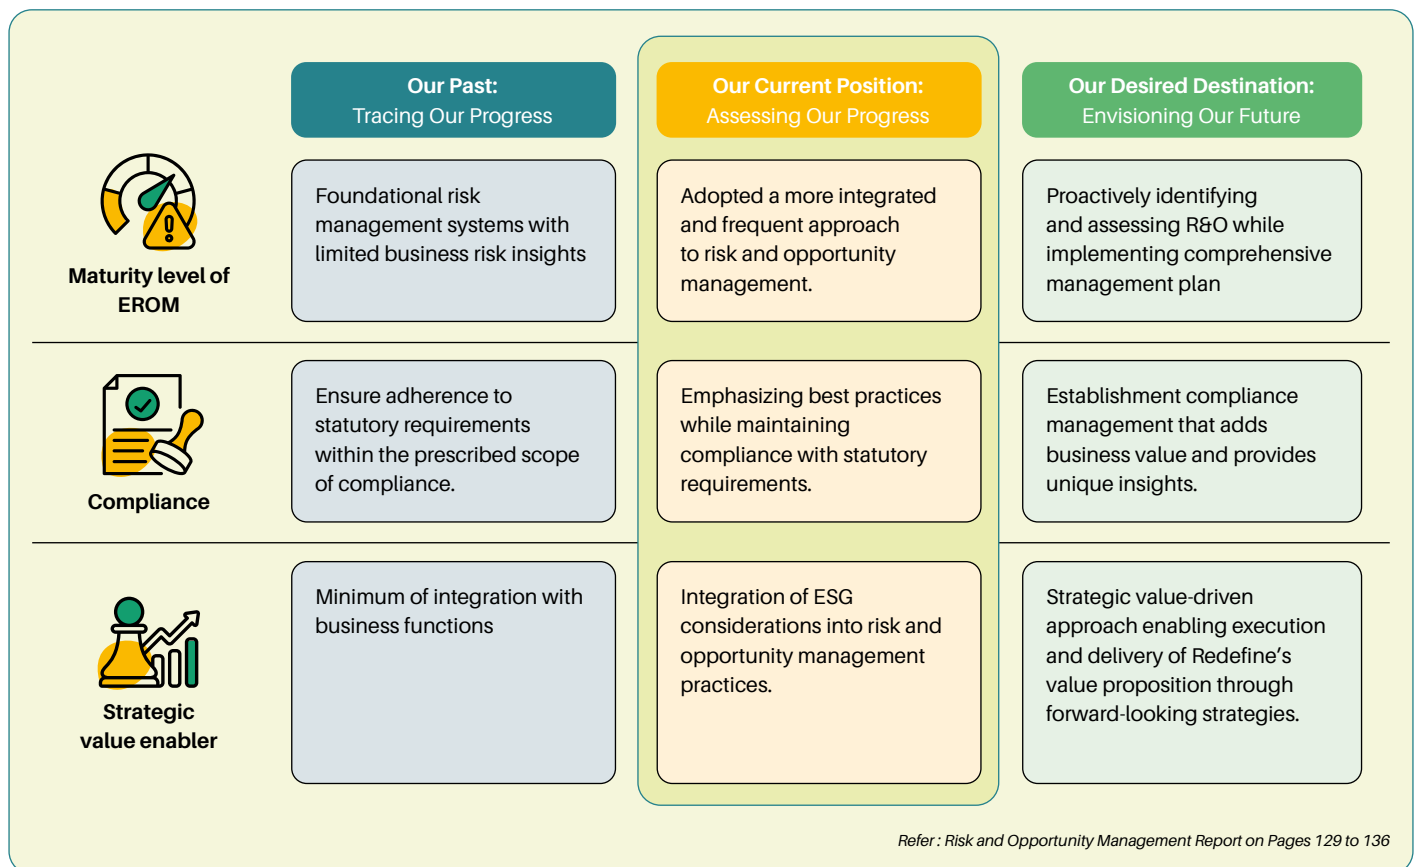 Our Past:
Tracing Our Progress
Our Current Position:
Assessing Our Progress
Our Desired Destination:
Envisioning Our Future
Maturity level of
EROM
Foundational risk
management systems with
limited business risk insights
Adopted a more integrated
and frequent approach
to risk and opportunity
management.
Proactively identifying
and assessing R&O while
implementing comprehensive
management plan
Compliance
Ensure adherence to
statutory requirements
within the prescribed scope
of compliance.
Emphasizing best practices
while maintaining
compliance with statutory
requirements.
Establishment compliance
management that adds
business value and provides
unique insights.
Strategic
value enabler
Minimum of integration with
business functions
Integration of ESG
considerations into risk and
opportunity management
practices.
Strategic value-driven
approach enabling execution
and delivery of Redefine’s
value proposition through
forward-looking strategies.
Refer : Risk and Opportunity Management Report on Pages 129 to 136